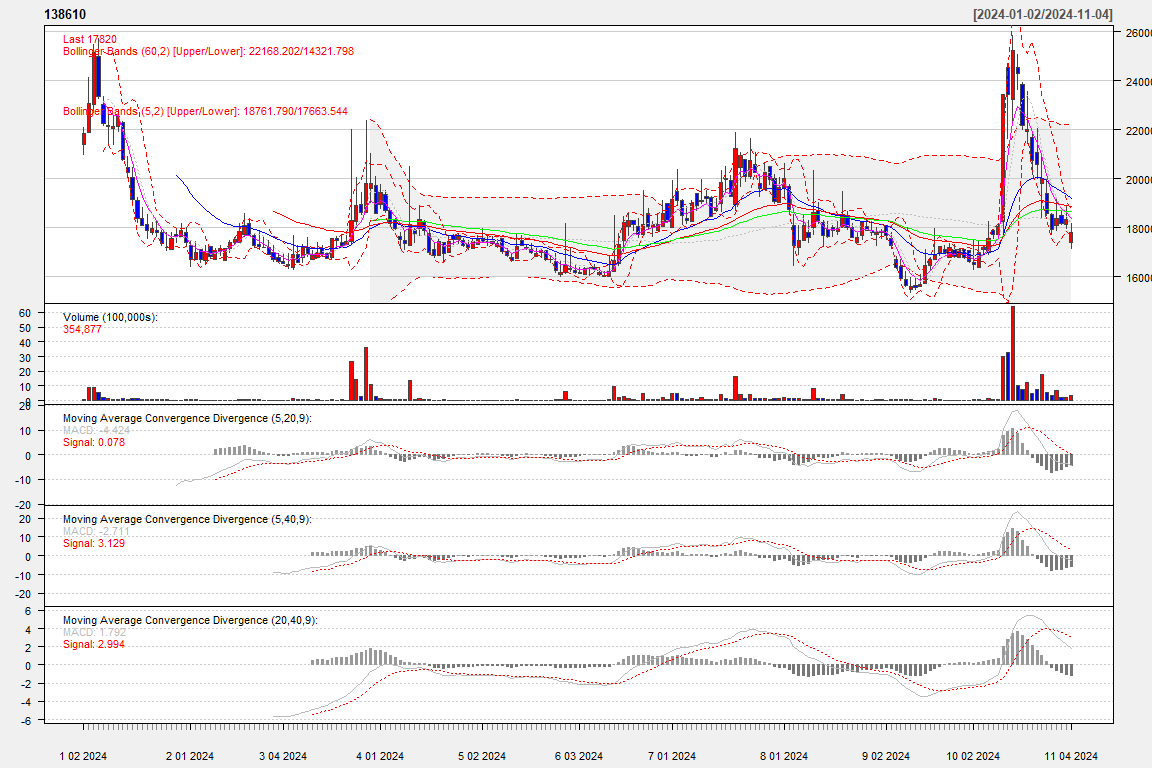 138610 [2024-01-02/2024-11-04]
Last 17820
Bollinger Bands (60,2) [Upper/Lower]: 22168.202/14321.798
Bollinger Bands (5,2) [Upper/Lower]: 18761.790/17663.544
26000
24000
22000
20000
18000
16000
Volume (100,000s):
354,877
60
50
40
30
20
10
0
Moving Average Convergence Divergence (5,20,9):
MACD: -4.424
Signal: 0.078
20
10
0
-10
-20
Moving Average Convergence Divergence (5,40,9):
MACD: -2.711
Signal: 3.129
20
10
0
-10
-20
Moving Average Convergence Divergence (20,40,9):
MACD: 1.792
Signal: 2.994
6
4
2
0
-2
-4
-6
1 02 2024 2 01 2024 3 04 2024 4 01 2024 5 02 2024 6 03 2024 7 01 2024 8 01 2024 9 02 2024 10 02 2024 11 04 2024